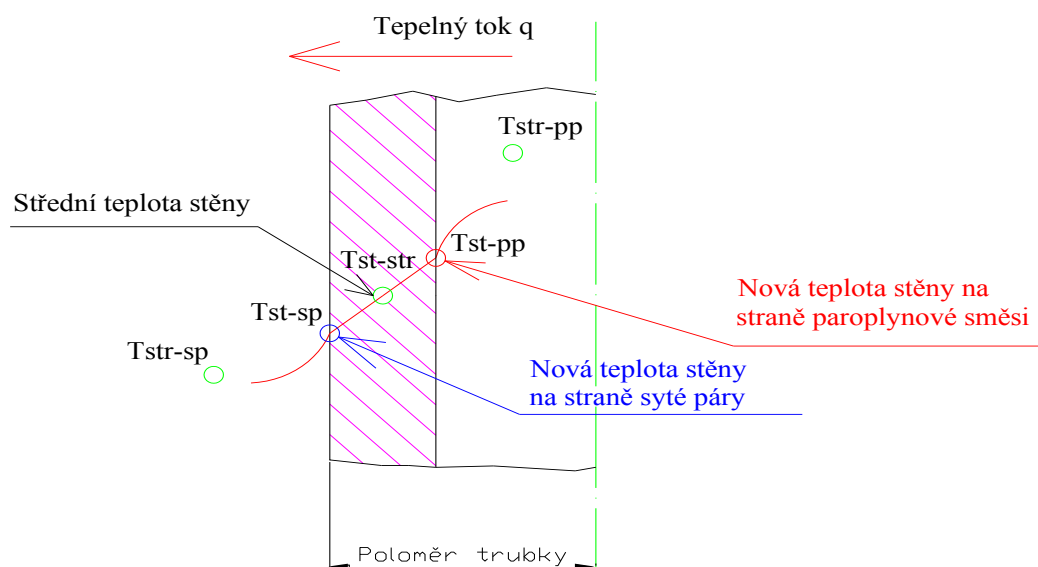 Tepelný tok q
Tstr-pp
Střední teplota stěny
Tst-pp
Tst-str
Nová teplota stěny na
straně paroplynové směsi
Tst-sp
Tstr-sp
Nová teplota stěny
na straně syté páry
Poloměr trubky